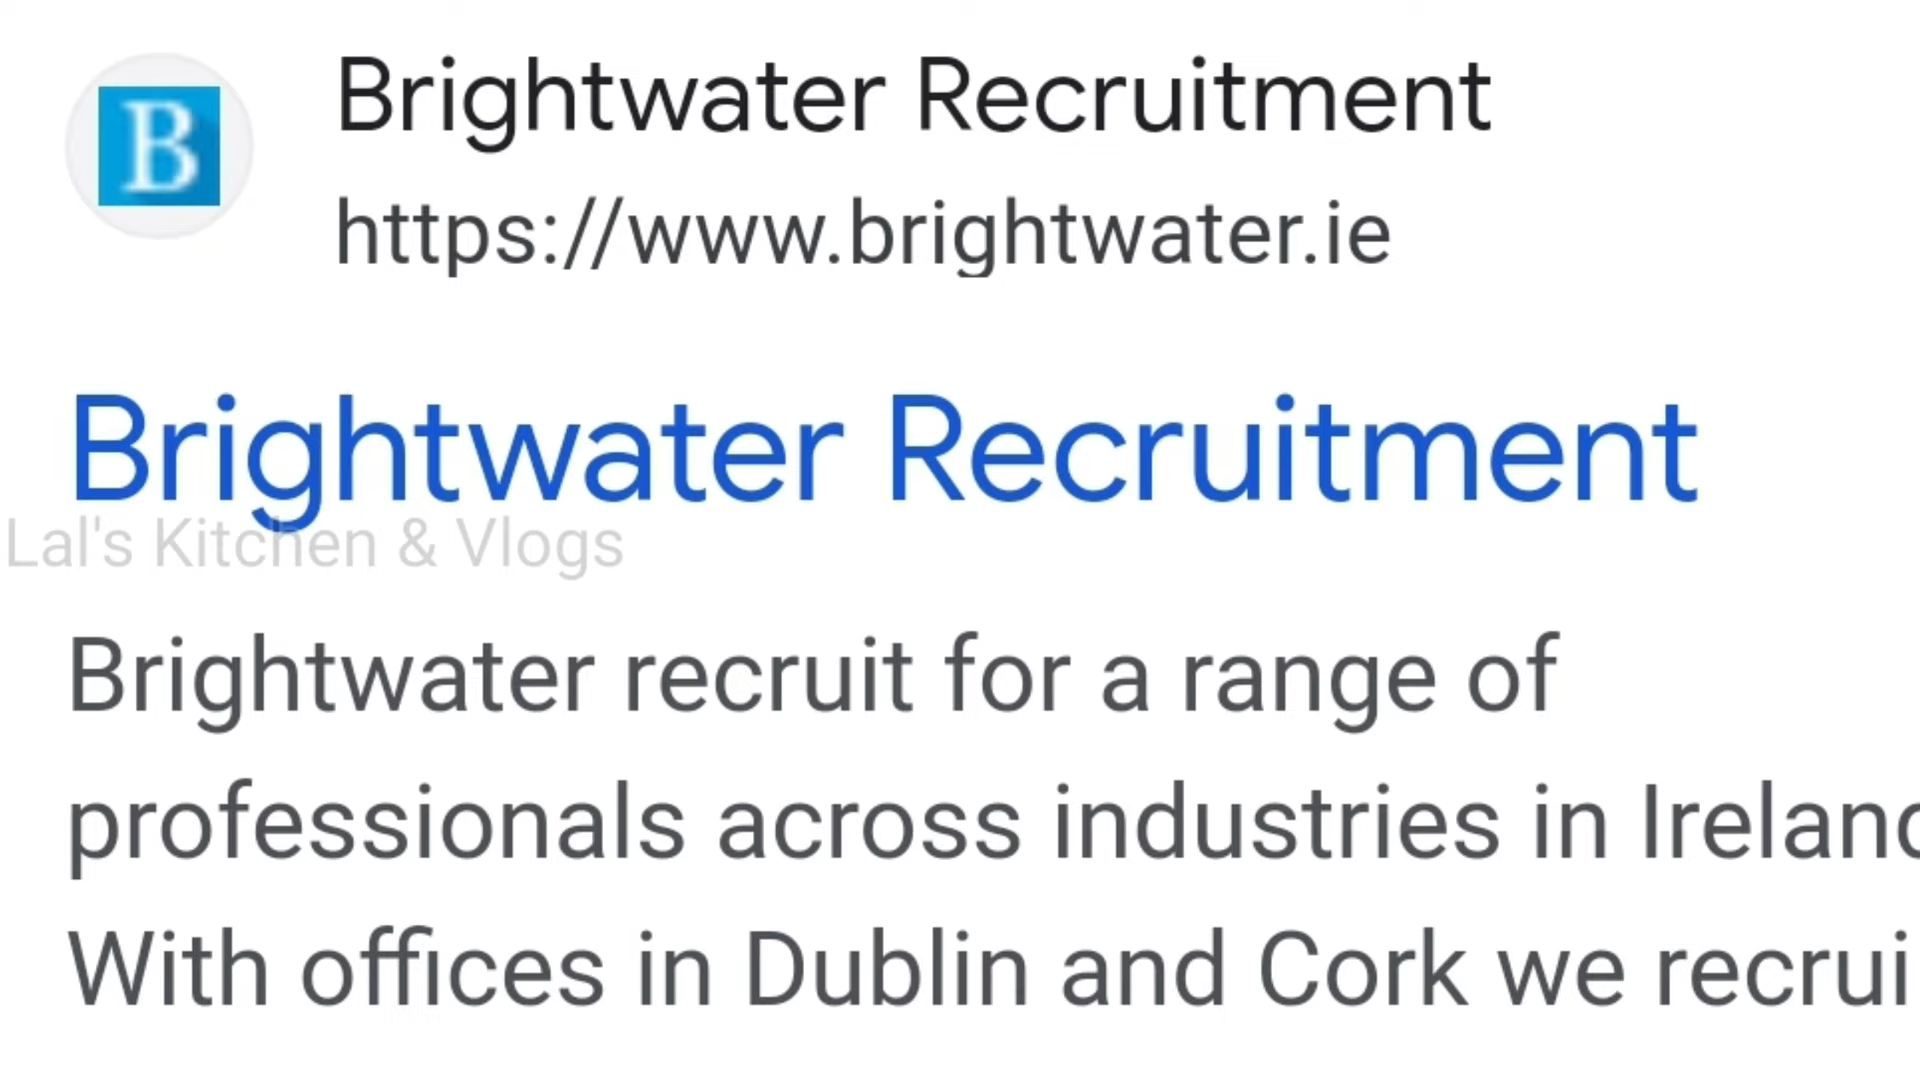 B
Brightwater Recruitment
https://www.brightwater.ie
Brightwater Recruitment
Lal's Kitchen & Vlogs
Brightwater recruit for a range of
professionals across industries in Ireland
With offices in Dublin and Cork we recrui